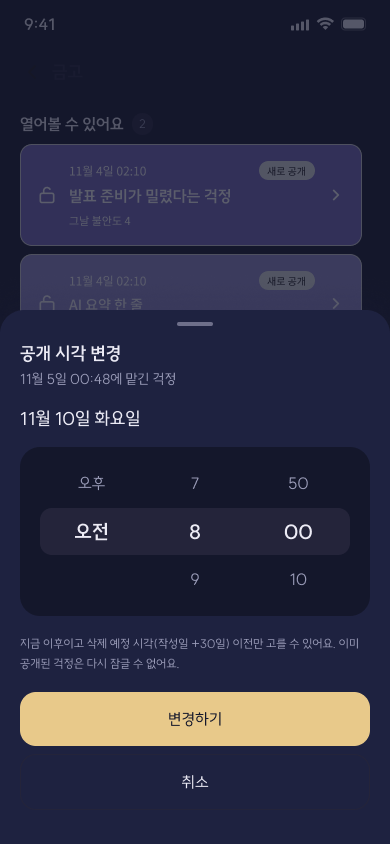 9:41
금고
열어볼 수 있어요 2
11월 4일 02:10 새로 공개
발표 준비가 밀렸다는 걱정
그날 불안도 4
11월 4일 02:10 새로 공개
AI 요약 한 줄
공개 시각 변경
11월 5일 00:48에 맡긴 걱정
11월 10일 화요일
오후 7 50
오전 8 00
9 10
지금 이후이고 삭제 예정 시각(작성일 +30일) 이전만 고를 수 있어요. 이미
공개된 걱정은 다시 잠글 수 없어요.
변경하기
취소